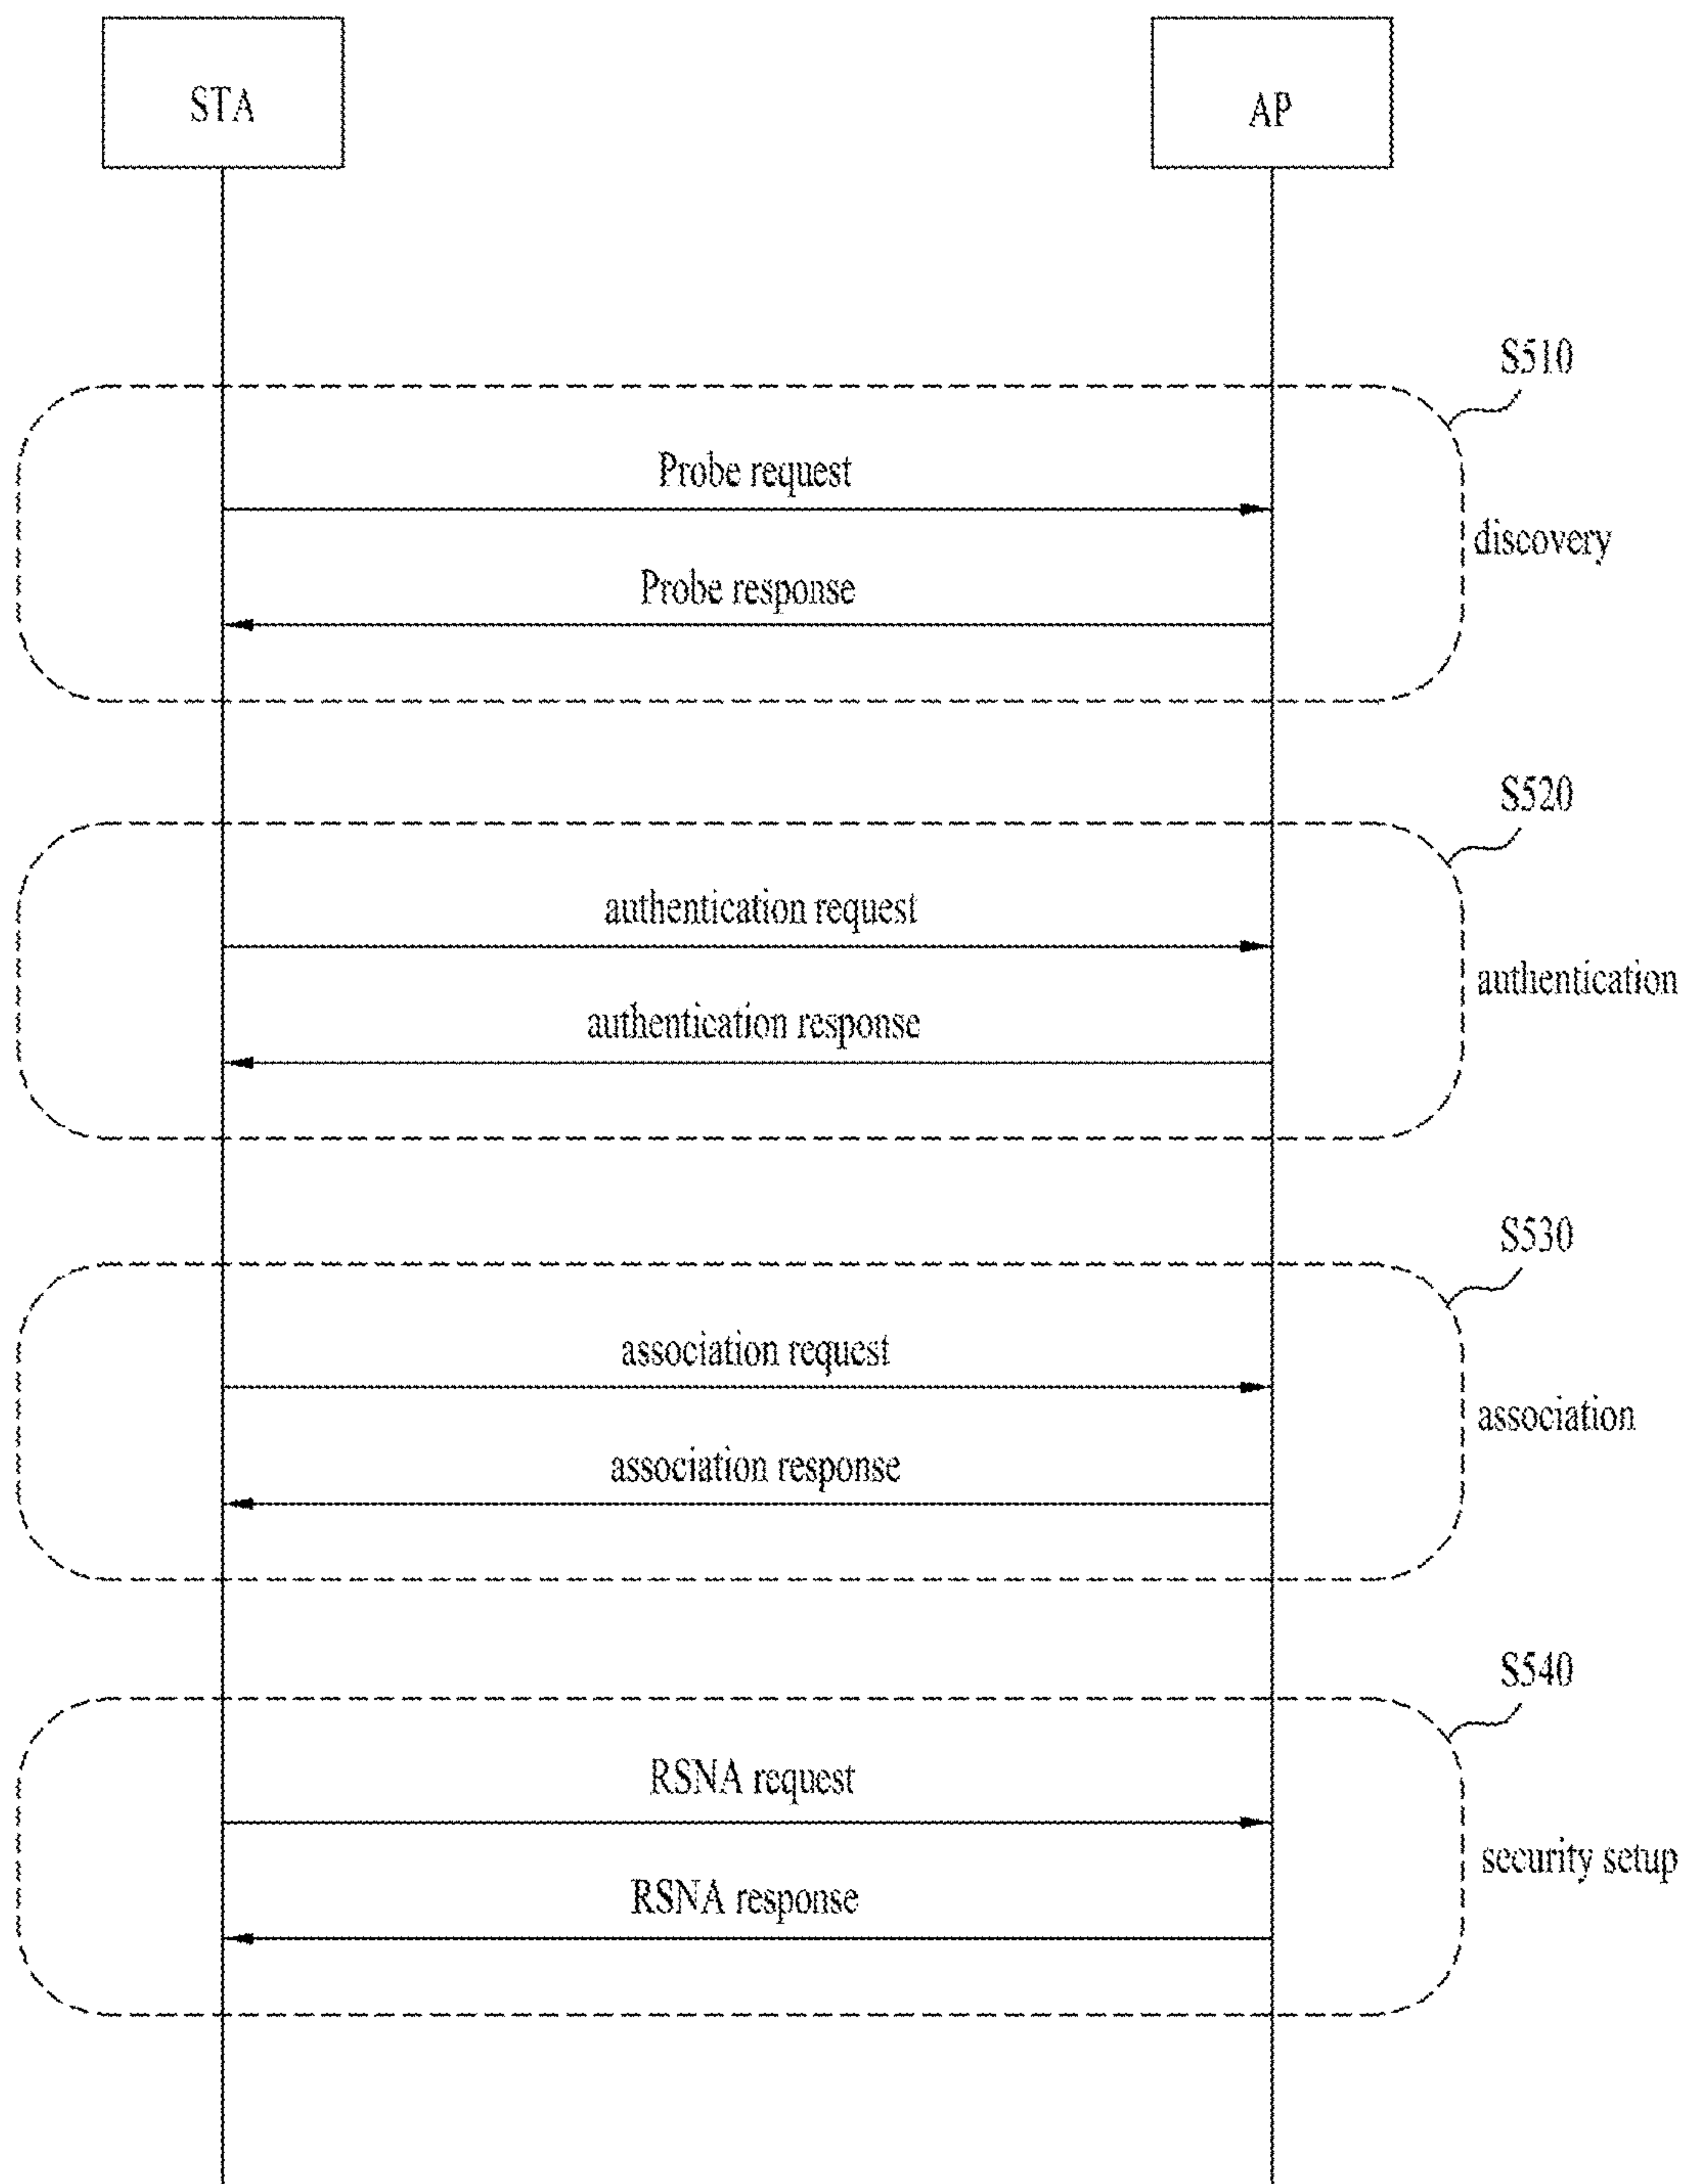 STA
AP
S510
Probe request
discovery
Probe response
S520
authentication request
authentication
authentication response
S530
association request
association
association response
S540
RSNA request
security setup
RSNA response